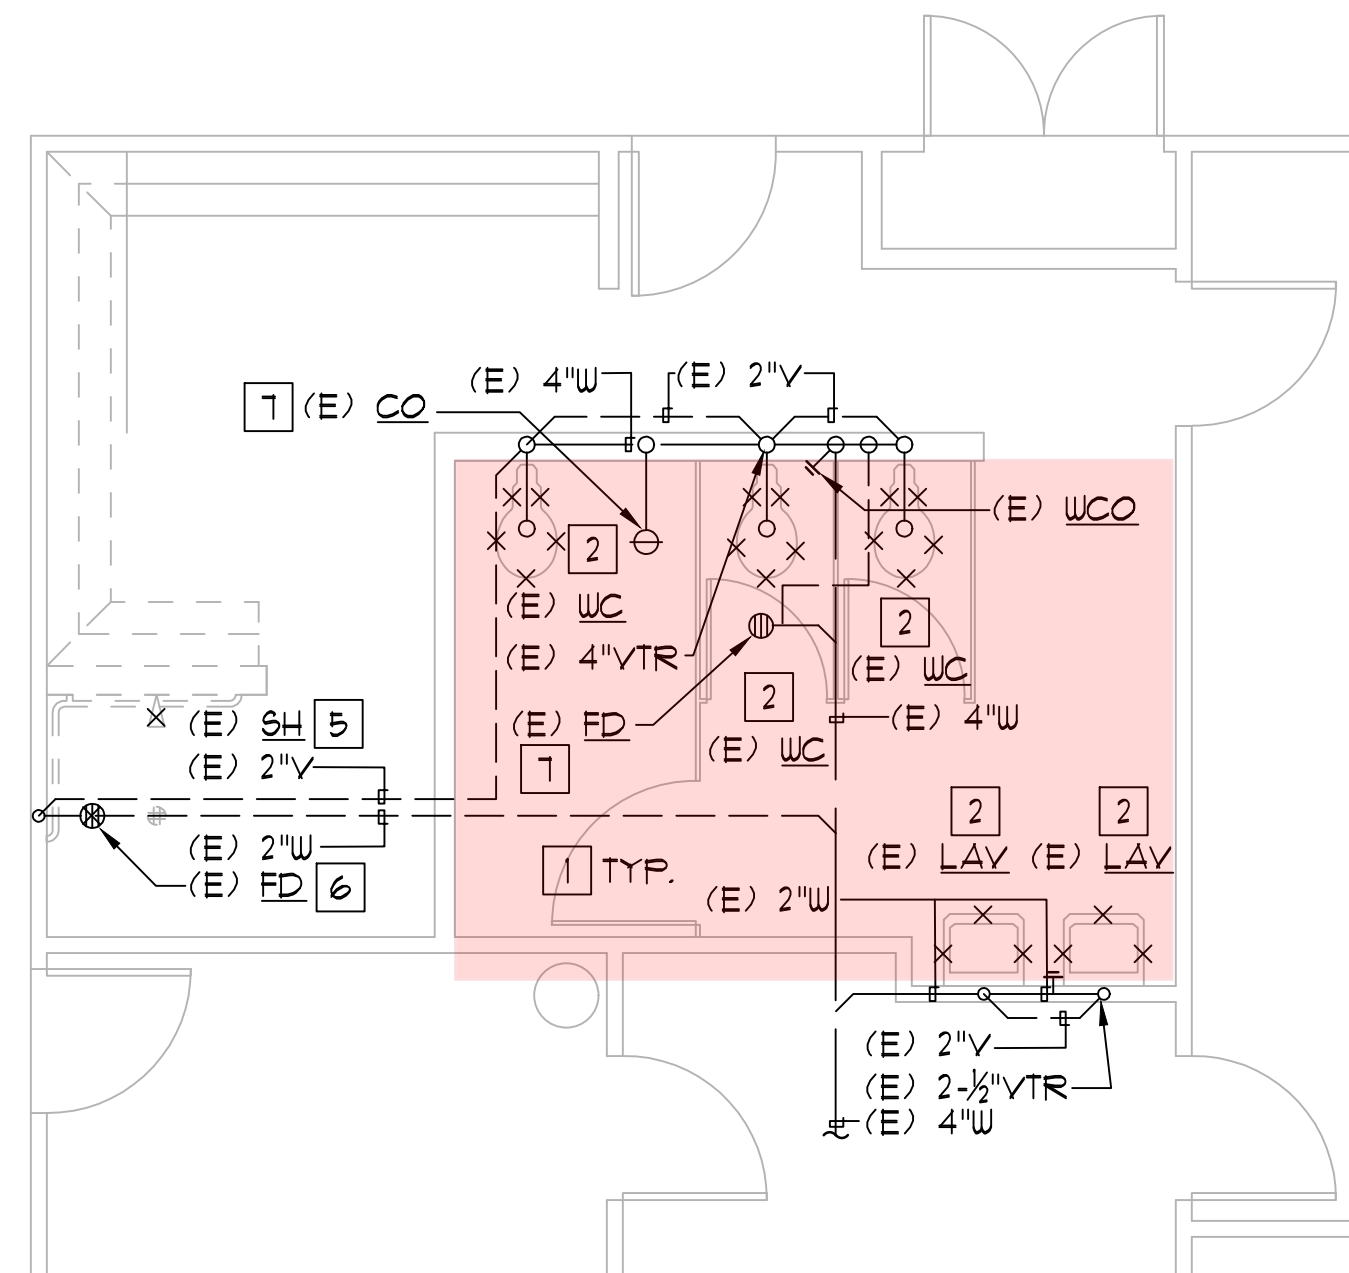 (E) 4"W
(E) 2"V
7 (E) CO
(E) WCO
2
(E) WC
2
(E) 4"VTR
(E) WC
2
(E) SH 5
(E) FD
(E) 4"W
(E) WC
(E) 2"V
7
2 2
(E) 2"W
(E) LAV (E) LAV
1 TYP.
(E) FD 6
(E) 2"W
(E) 2"V
(E) 2-½"VTR
(E) 4"W